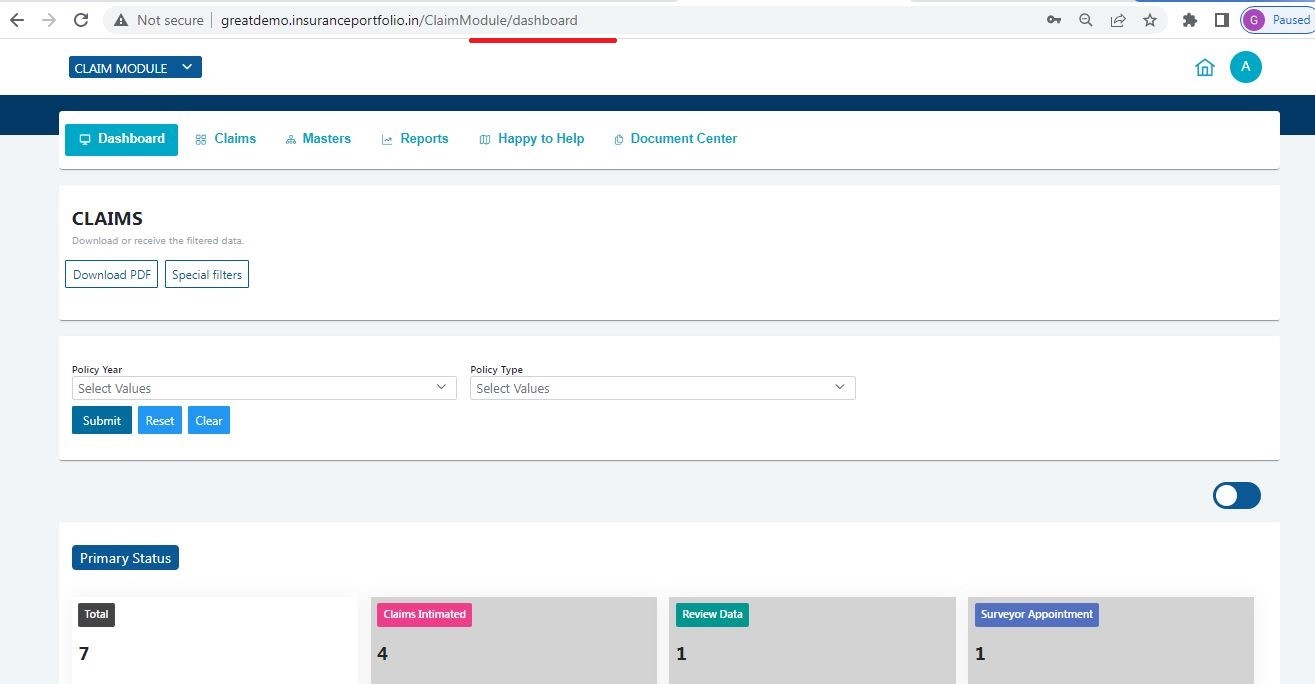 Not secure | greatdemo.insuranceportfolio.in/ClaimModule/dashboard
G Paused
CLAIM MODULE
A
Dashboard Claims Masters Reports Happy to Help Document Center
CLAIMS
Download or receive the filtered data.
Download PDF Special filters
Policy Year Policy Type
Select Values Select Values
Submit Reset Clear
Primary Status
Total Claims Intimated Review Data Surveyor Appointment
7 4 1 1